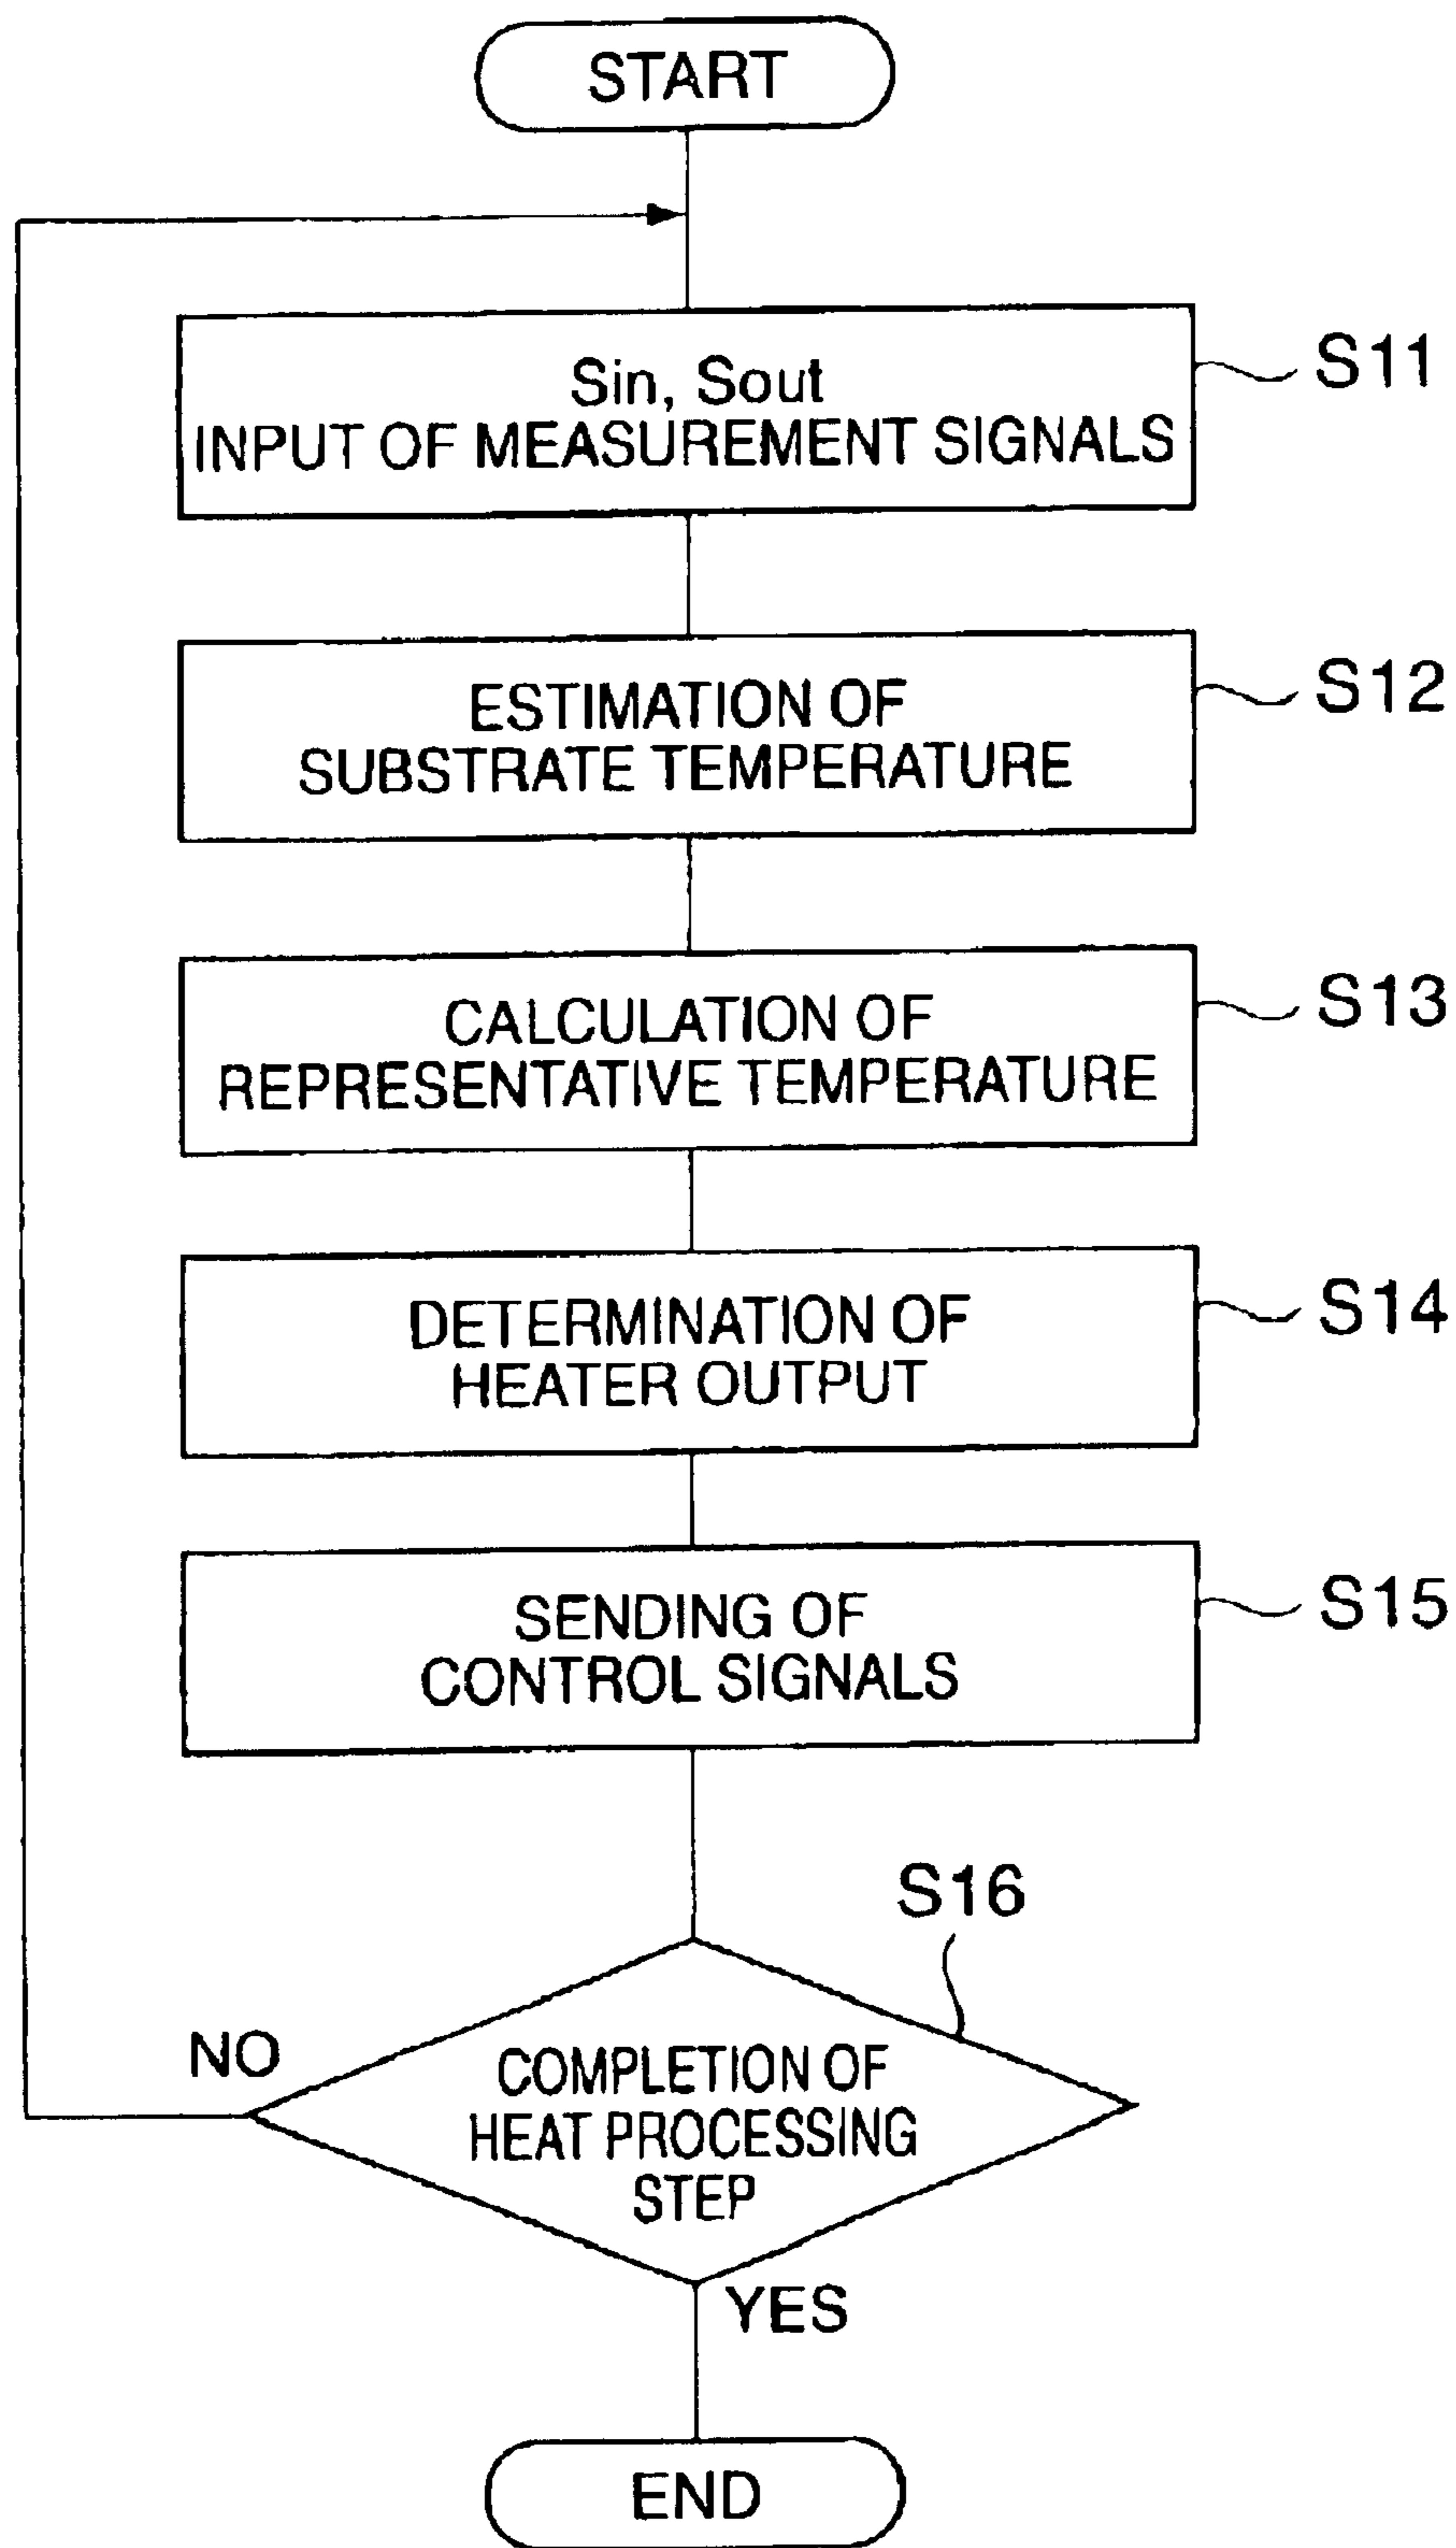 START
Sin, Sout
INPUT OF MEASUREMENT SIGNALS
S11
ESTIMATION OF
SUBSTRATE TEMPERATURE
S12
CALCULATION OF
REPRESENTATIVE TEMPERATURE
S13
DETERMINATION OF
HEATER OUTPUT
S14
SENDING OF
CONTROL SIGNALS
S15
S16
NO
COMPLETION OF
HEAT PROCESSING
STEP
YES
END